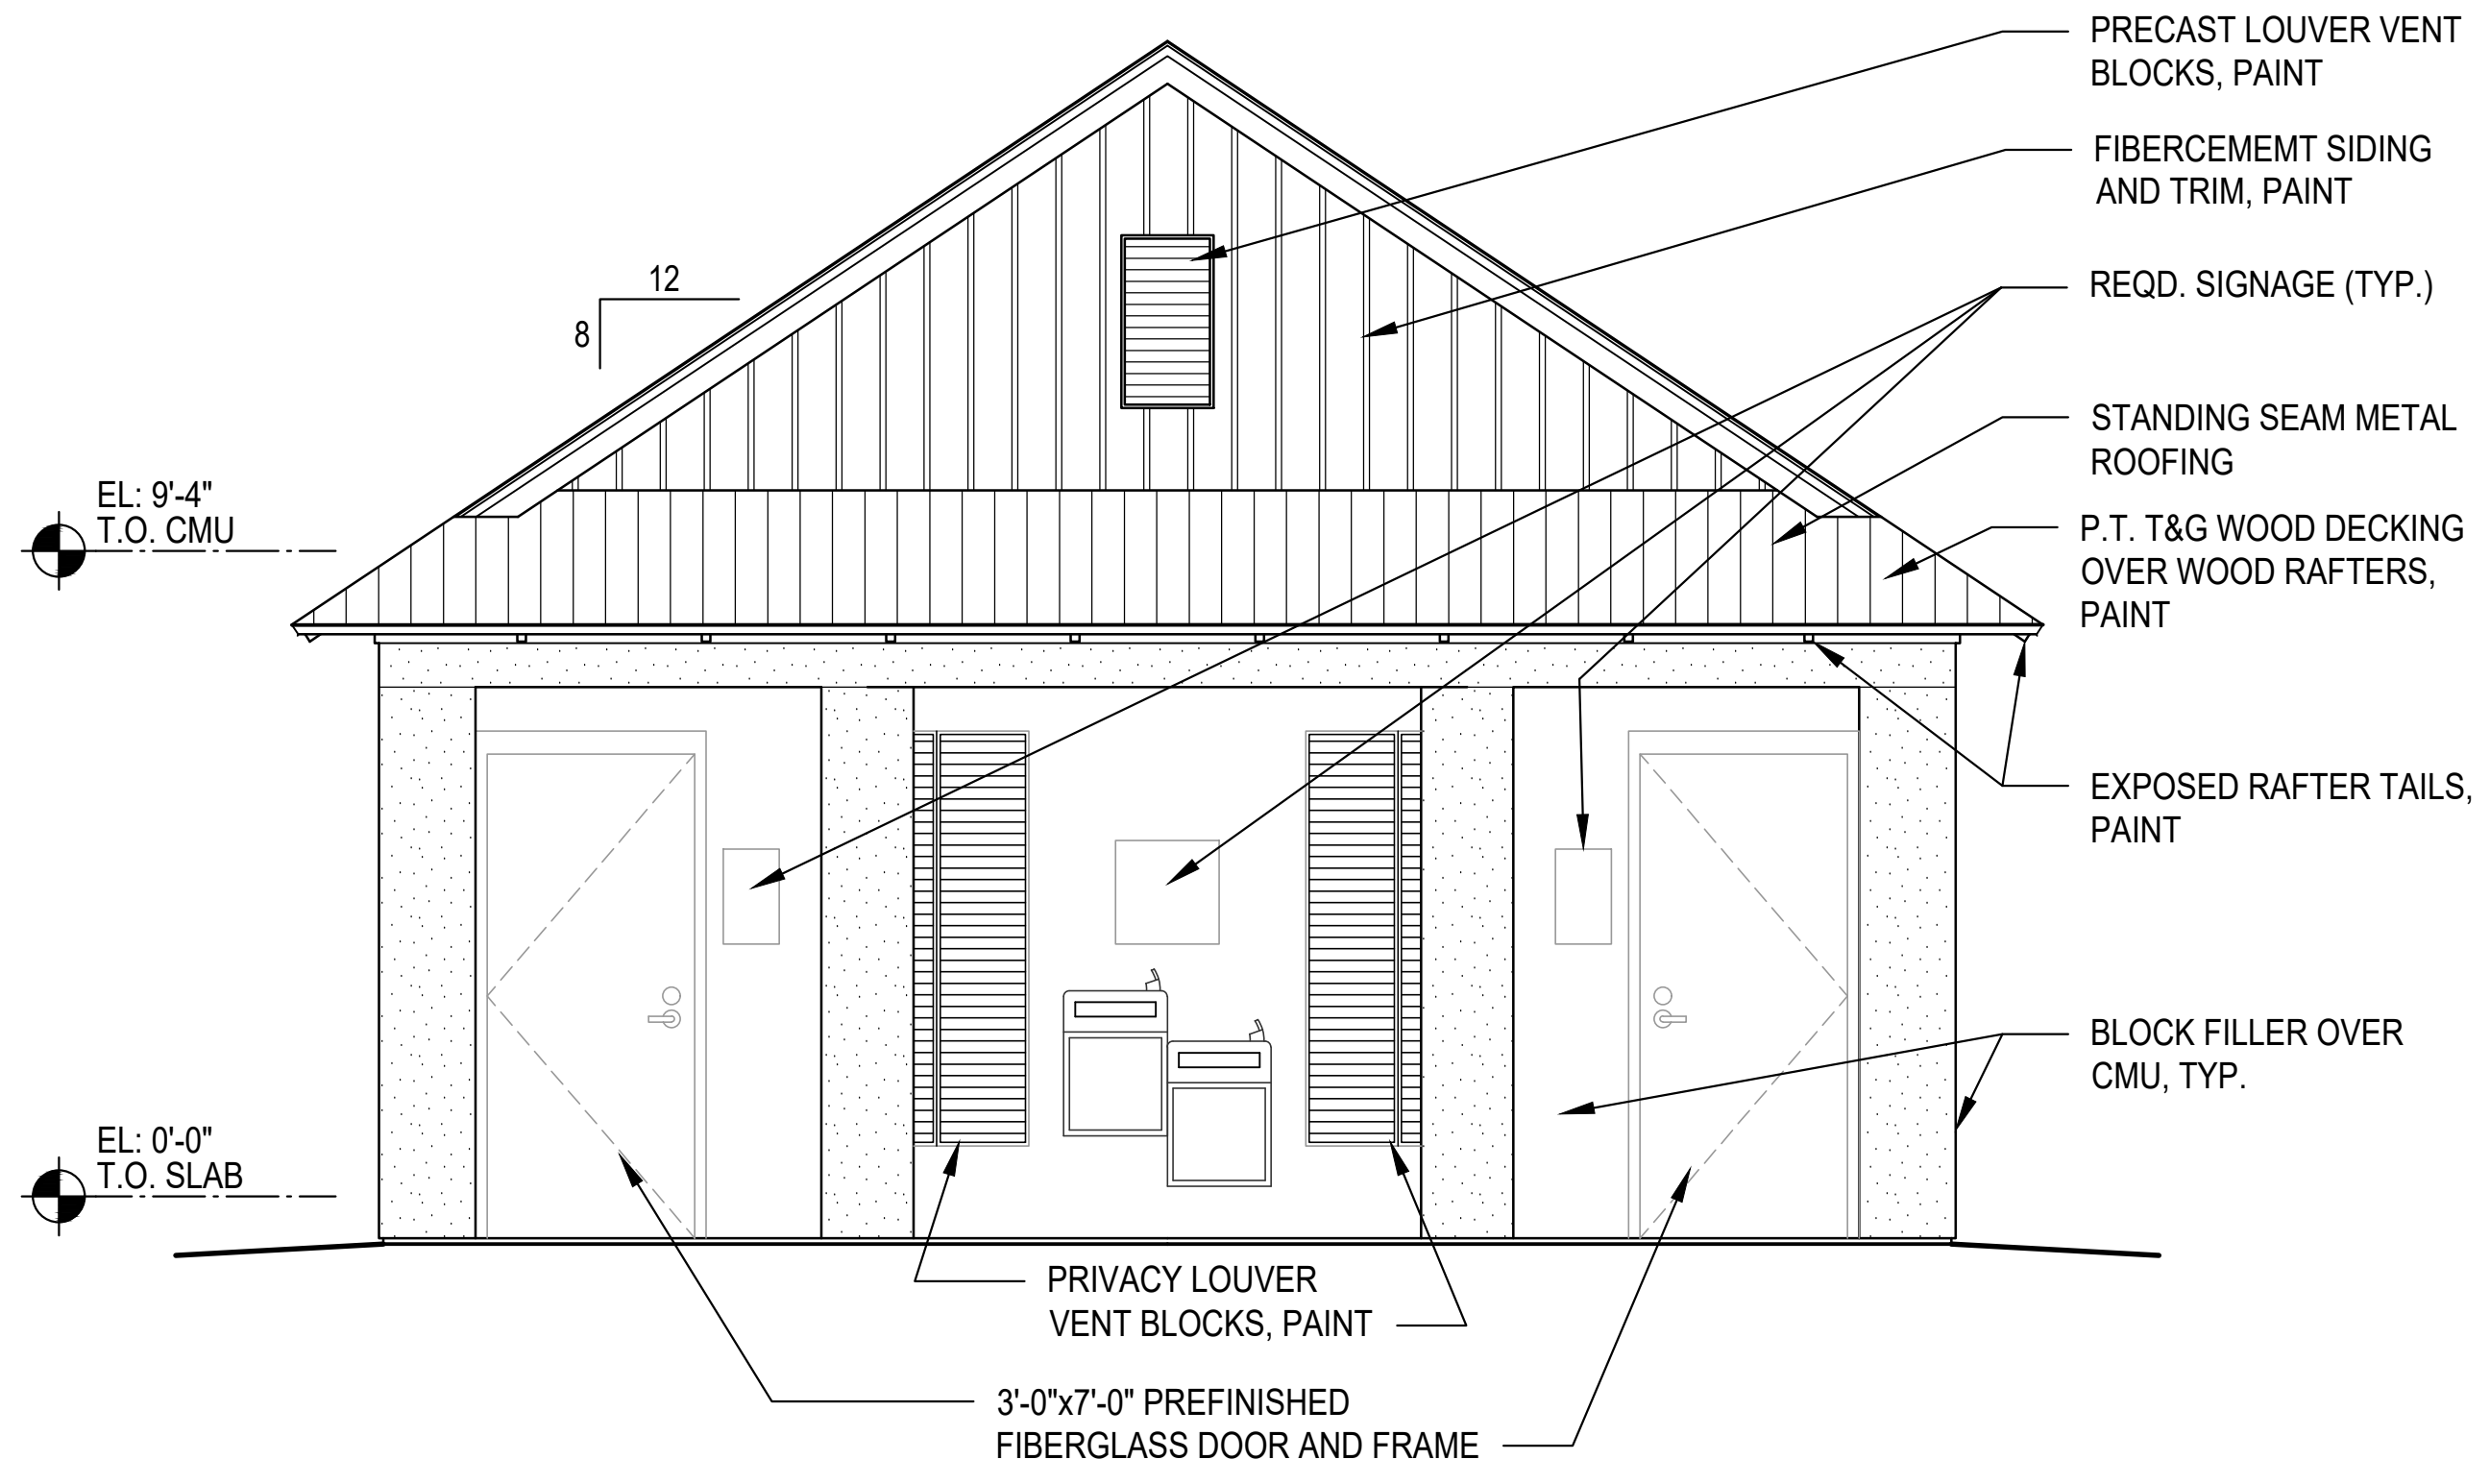 PRECAST LOUVER VENT
BLOCKS, PAINT
FIBERCEMEMT SIDING
AND TRIM, PAINT
12
8
REQD. SIGNAGE (TYP.)
STANDING SEAM METAL
ROOFING
EL: 9'-4"
T.O. CMU
P.T. T&G WOOD DECKING
OVER WOOD RAFTERS,
PAINT
EXPOSED RAFTER TAILS,
PAINT
BLOCK FILLER OVER
CMU, TYP.
EL: 0'-0"
T.O. SLAB
PRIVACY LOUVER
VENT BLOCKS, PAINT
3'-0"x7'-0" PREFINISHED
FIBERGLASS DOOR AND FRAME